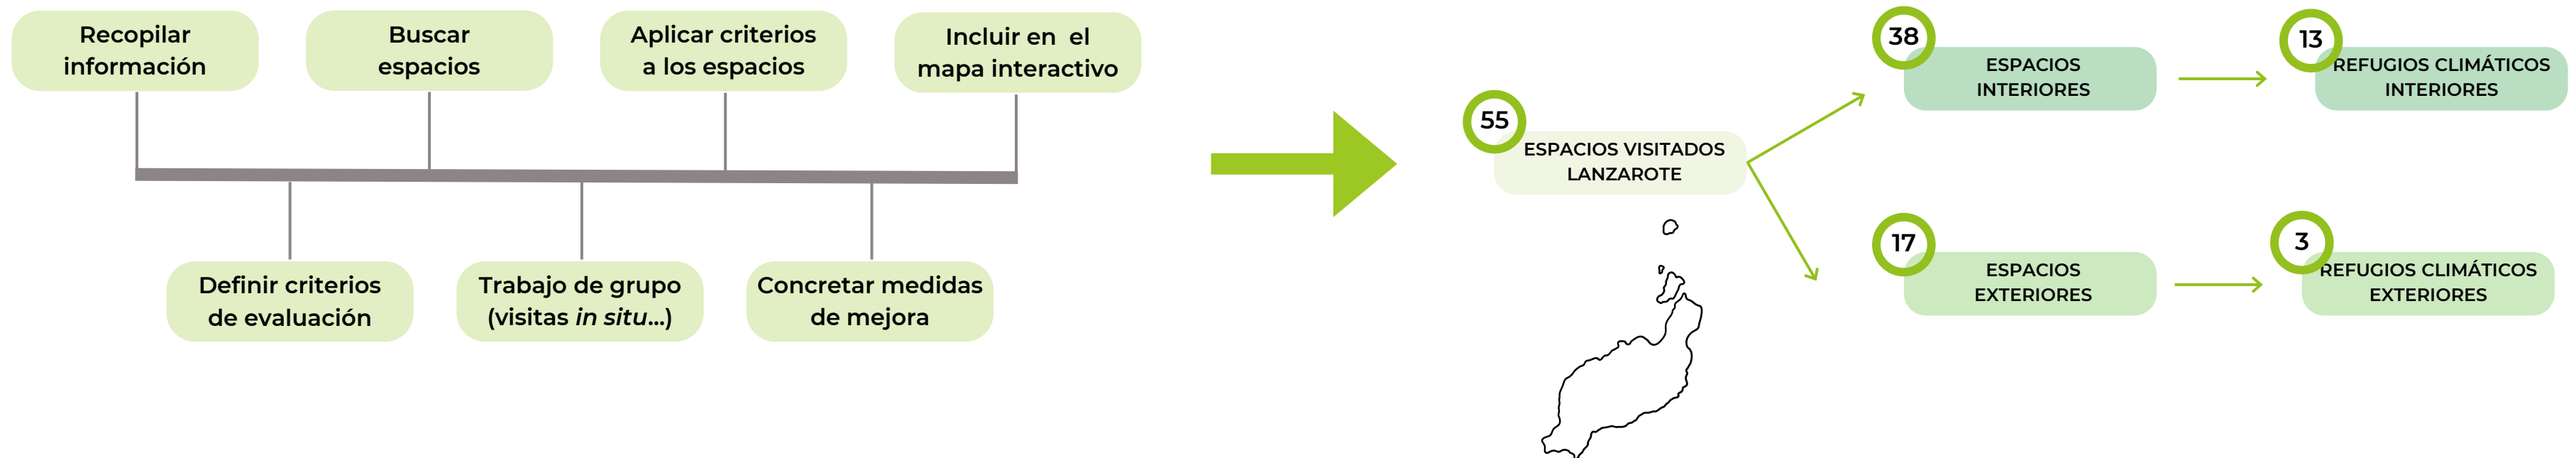 Recopilar
información
Buscar
espacios
Aplicar criterios
a los espacios
Incluir en el
mapa interactivo
Definir criterios
de evaluación
Trabajo de grupo
(visitas in situ...)
Concretar medidas
de mejora
55
ESPACIOS VISITADOS
LANZAROTE
38
ESPACIOS
INTERIORES
13
REFUGIOS CLIMÁTICOS
INTERIORES
17
ESPACIOS
EXTERIORES
3
REFUGIOS CLIMÁTICOS
EXTERIORES